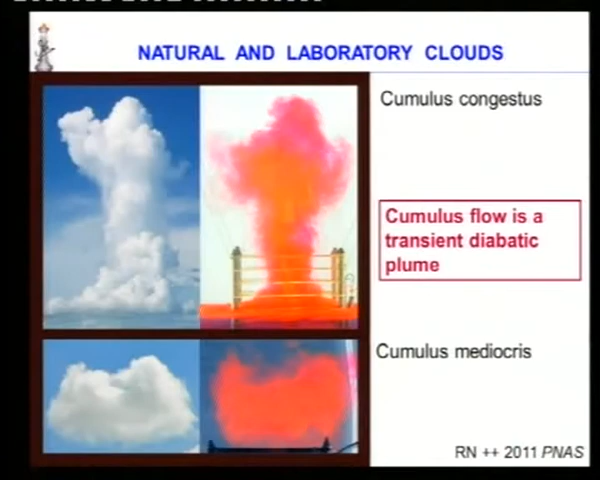 NATURAL AND LABORATORY CLOUDS
Cumulus congestus
Cumulus flow is a
transient diabatic
plume
Cumulus mediocris
RN ++ 2011 PNAS